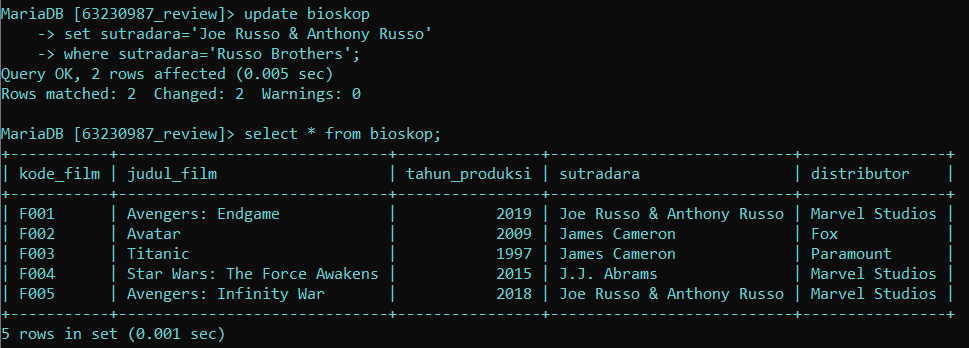 MariaDB [63230987_review]> update bioskop
    -> set sutradara='Joe Russo & Anthony Russo'
    -> where sutradara='Russo Brothers';
Query OK, 2 rows affected (0.005 sec)
Rows matched: 2  Changed: 2  Warnings: 0

MariaDB [63230987_review]> select * from bioskop;
+-----------+------------------------------+----------------+---------------------------+----------------+
| kode_film | judul_film                   | tahun_produksi | sutradara                 | distributor    |
+-----------+------------------------------+----------------+---------------------------+----------------+
| F001      | Avengers: Endgame            |           2019 | Joe Russo & Anthony Russo | Marvel Studios |
| F002      | Avatar                       |           2009 | James Cameron             | Fox            |
| F003      | Titanic                      |           1997 | James Cameron             | Paramount      |
| F004      | Star Wars: The Force Awakens |           2015 | J.J. Abrams               | Marvel Studios |
| F005      | Avengers: Infinity War       |           2018 | Joe Russo & Anthony Russo | Marvel Studios |
+-----------+------------------------------+----------------+---------------------------+----------------+
5 rows in set (0.001 sec)